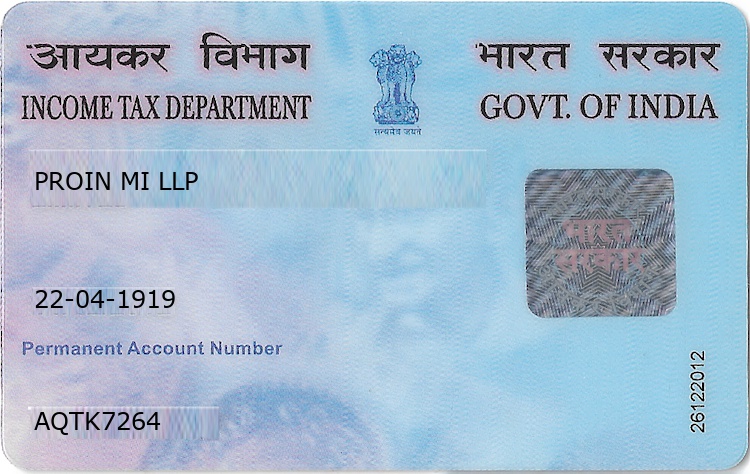 आयकर विभाग
भारत सरकार
INCOME TAX DEPARTMENT
GOVT. OF INDIA
सत्यमेव जयते
PROIN MI LLP
भारत
सरकार
22-04-1919
Permanent Account Number
AQTK7264
26122012